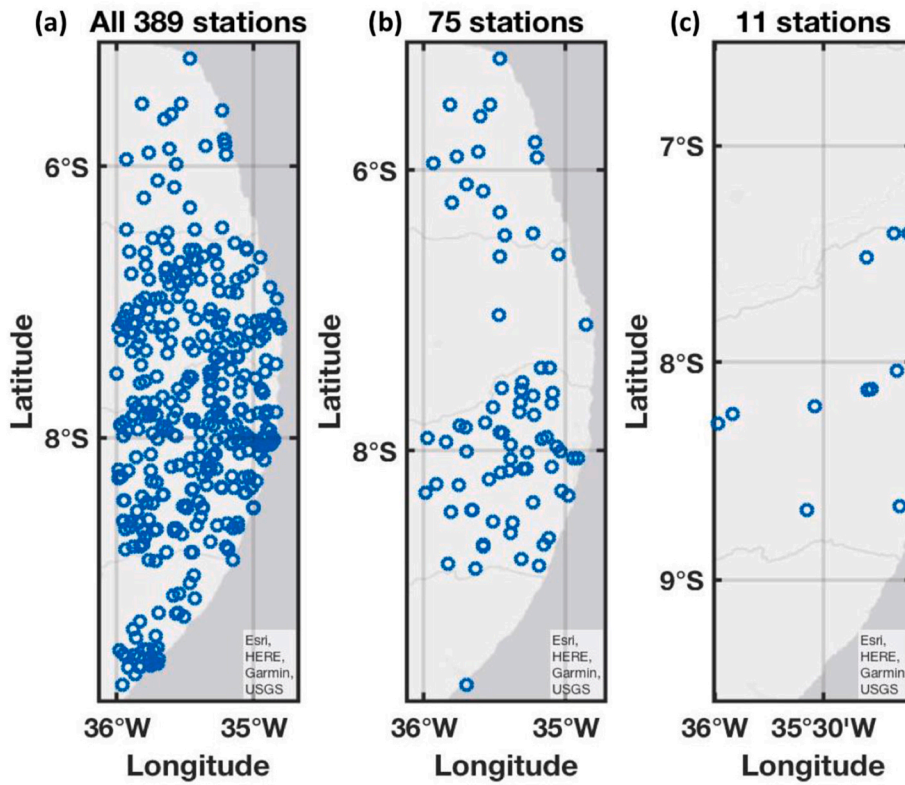 (a) All 389 stations
(b) 75 stations
(c) 11 stations
Latitude
6°S
8°S
Esri,
HERE,
Garmin,
USGS
36°W
35°W
Longitude
Latitude
6°S
8°S
Esri,
HERE,
Garmin,
USGS
36°W
35°W
Longitude
Latitude
7°S
8°S
9°S
Esri,
HERE,
Garmin,
USGS
36°W
35°30'W
Longitude